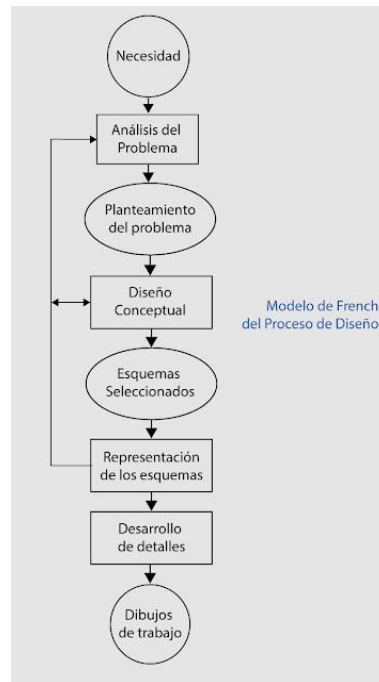 Necesidad
Análisis del
Problema
Planteamiento
del problema
Diseño
Conceptual
Modelo de French
del Proceso de Diseño
Esquemas
Seleccionados
Representación
de los esquemas
Desarrollo
de detalles
Dibujos
de trabajo